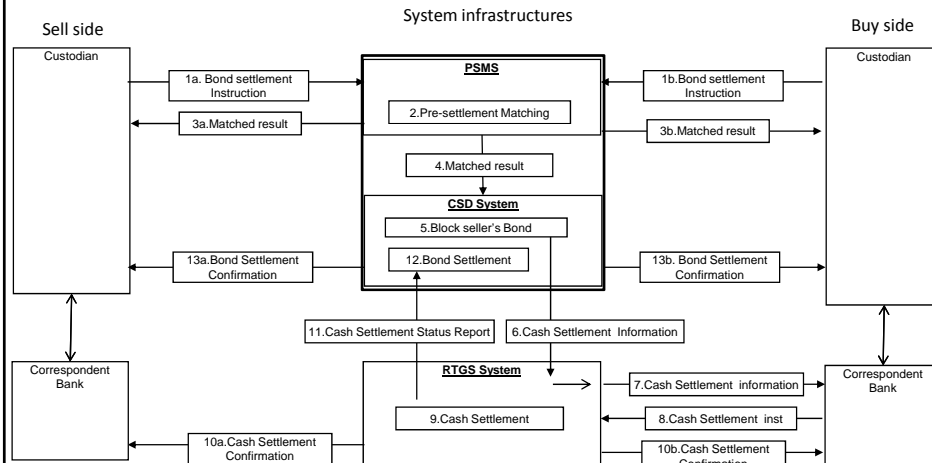 System infrastructures
Sell side
Buy side
Custodian
PSMS
Custodian
1a. Bond settlement
Instruction
1b.Bond settlement
Instruction
2.Pre-settlement Matching
3a.Matched result
3b.Matched result
4.Matched result
CSD System
5.Block seller's Bond
12.Bond Settlement
13a.Bond Settlement
Confirmation
13b. Bond Settlement
Confirmation
11.Cash Settlement Status Report
6.Cash Settlement Information
Correspondent
Bank
RTGS System
Correspondent
Bank
7.Cash Settlement information
9.Cash Settlement
8.Cash Settlement inst
10a.Cash Settlement
Confirmation
10b.Cash Settlement
Confirmation